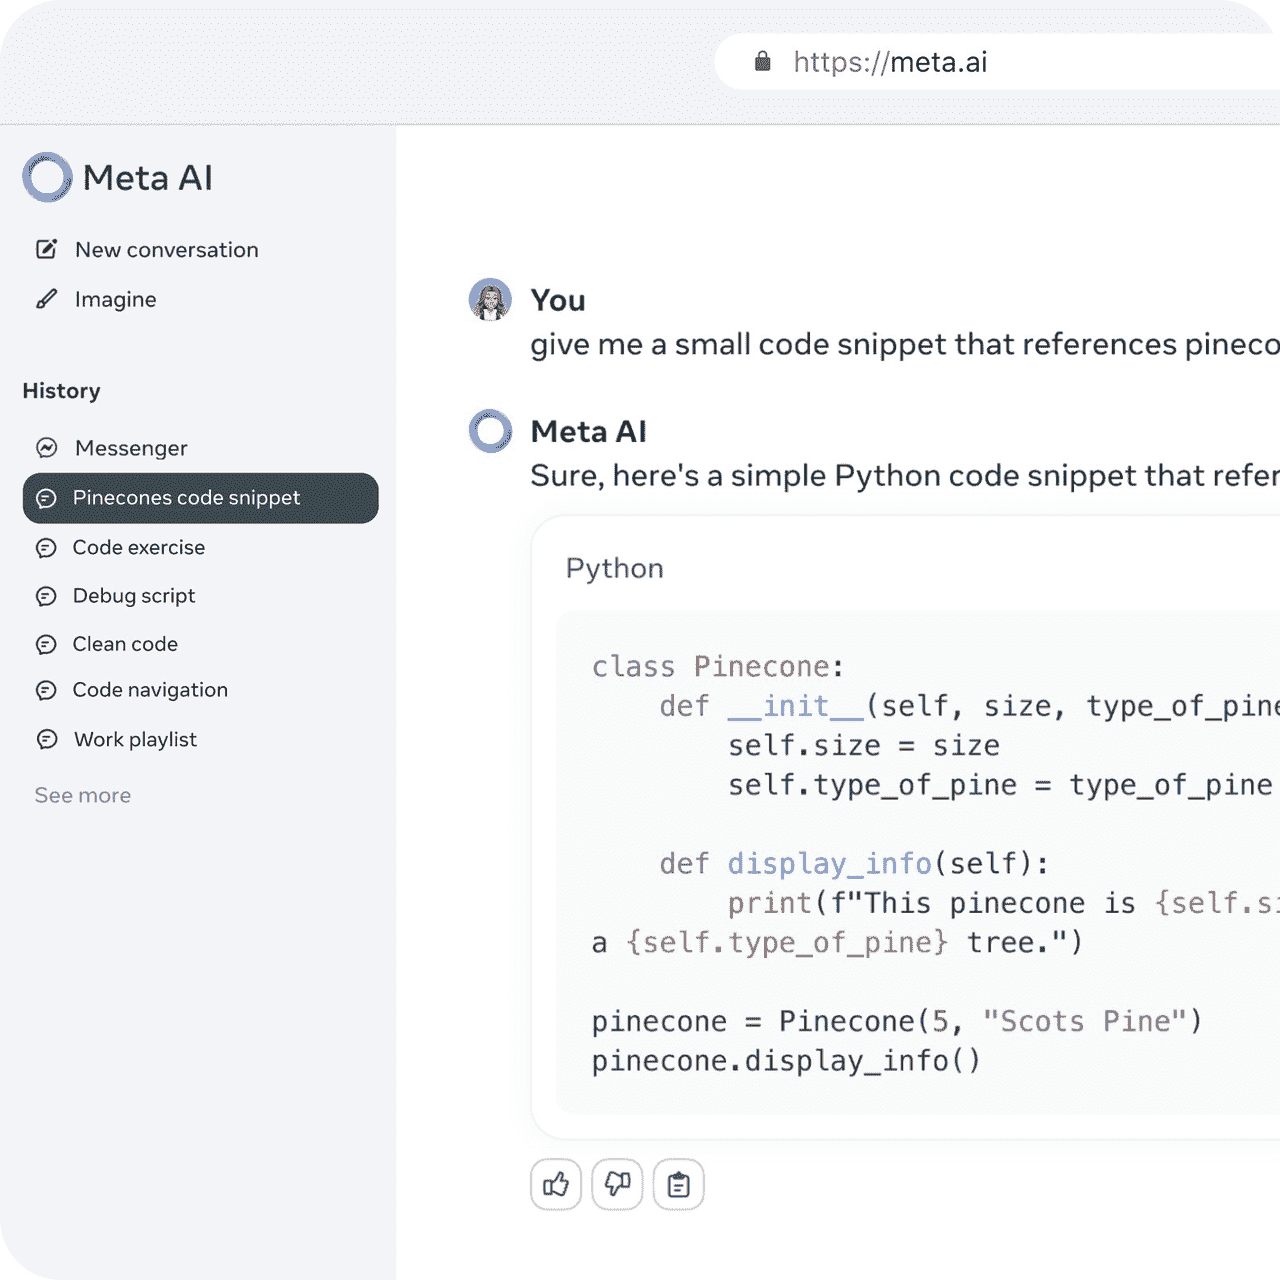 https://meta.ai
Meta AI
New conversation
Imagine
History
Messenger
Pinecones code snippet
Code exercise
Debug script
Clean code
Code navigation
Work playlist
See more
You
give me a small code snippet that references pineco
Meta AI
Sure, here's a simple Python code snippet that refer
Python
class Pinecone:
    def __init__(self, size, type_of_pine
        self.size = size
        self.type_of_pine = type_of_pine
    def display_info(self):
        print(f"This pinecone is {self.si
a {self.type_of_pine} tree.")
pinecone = Pinecone(5, "Scots Pine")
pinecone.display_info()